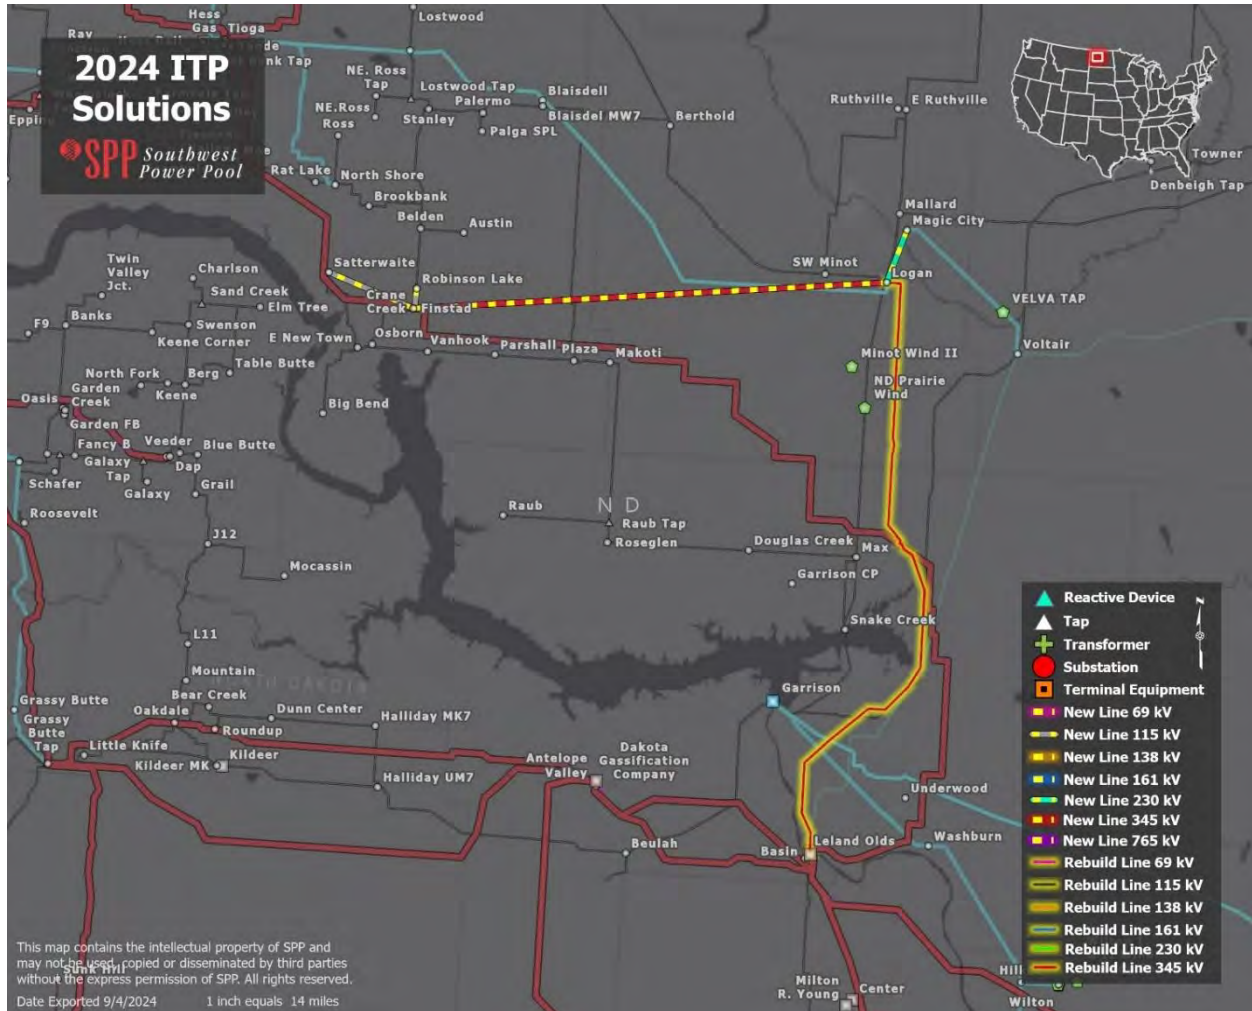 Hess
Gas Tioga
Lostwood
Ray
2024 ITP
Solutions
SPP Southwest
Power Pool
Tap
Epping
NE. Ross
Tap
Lostwood Tap
Palermo
Blaisdell
Blaisdel MW7
NE.Ross
Ross
Stanley
Palga SPL
Berthold
Ruthville
E Ruthville
Towner
Denbeigh Tap
Rat Lake
North Shore
Brookbank
Belden
Austin
Mallard
Magic City
SW Minot
Logan
Satterwaite
Robinson Lake
Crane
Creek
Finstad
VELVA TAP
Voltair
Twin
Valley
Jct.
Charlson
Sand Creek
Elm Tree
F9
Banks
Swenson
Keene Corner
E New Town
Osborn
Vanhook
Parshall
Plaza
Makoti
Minot Wind II
ND Prairie
Wind
Table Butte
North Fork
Berg
Keene
Garden
Creek
Oasis
Garden FB
Big Bend
Fancy B
Veeder
Blue Butte
Galaxy
Tap
Dap
Schafer
Galaxy
Grail
Roosevelt
Raub
N D
Raub Tap
Roseglen
Douglas Creek
Max
J12
Mocassin
Garrison CP
Snake Creek
L11
Mountain
NORTH DAKOTA
Bear Creek
Garrison
Grassy Butte
Grassy
Butte
Tap
Oakdale
Dunn Center
Halliday MK7
Roundup
Little Knife
Kildeer MK
Kildeer
Halliday UM7
Antelope
Valley
Dakota
Gassification
Company
Underwood
Washburn
Beulah
Basin
Leland Olds
Reactive Device
Tap
Transformer
Substation
Terminal Equipment
New Line 69 kV
New Line 115 kV
New Line 138 kV
New Line 161 kV
New Line 230 kV
New Line 345 kV
New Line 765 kV
Rebuild Line 69 kV
Rebuild Line 115 kV
Rebuild Line 138 kV
Rebuild Line 161 kV
Rebuild Line 230 kV
Rebuild Line 345 kV
N
This map contains the intellectual property of SPP and
may not be used, copied or disseminated by third parties
without the express permission of SPP. All rights reserved.
Sunk Hill
Date Exported 9/4/2024 1 inch equals 14 miles
Milton
R. Young
Center
Hill
Wilton